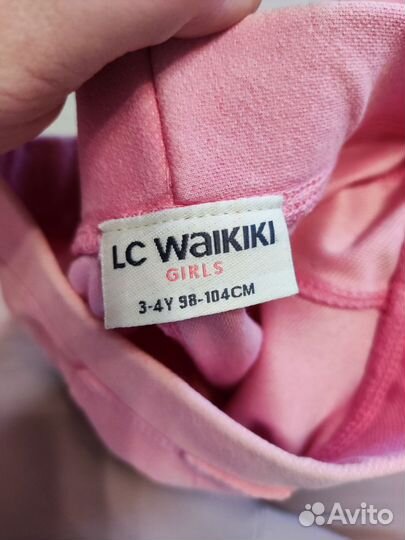 LC WaiKIKI
GIRLS
3-4Y 98-104CM
Avito